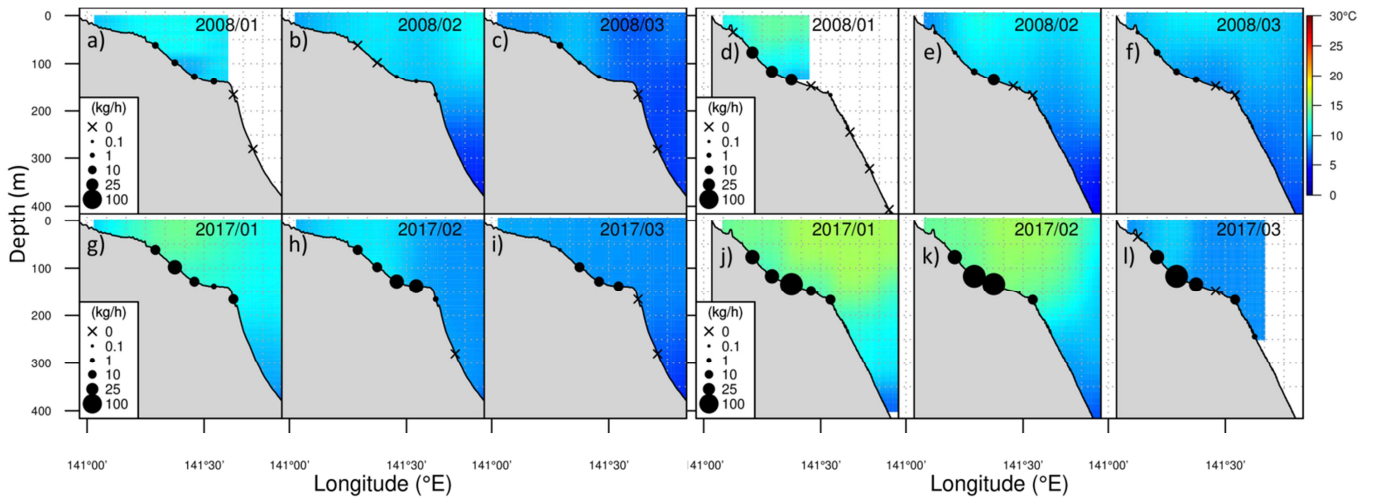 0
100
200
300
400
0
100
200
300
400
Depth (m)
a) 2008/01
b) 2008/02
c) 2008/03
d) 2008/01
e) 2008/02
f) 2008/03
(kg/h)
0
0.1
1
10
25
100
(kg/h)
0
0.1
1
10
25
100
30°C
25
20
15
10
5
0
g) 2017/01
h) 2017/02
i) 2017/03
j) 2017/01
k) 2017/02
l) 2017/03
(kg/h)
0
0.1
1
10
25
100
(kg/h)
0
0.1
1
10
25
100
141°00' 141°30' 141°00' 141°30' 141°00' 141°30' 141°00' 141°30' 141°00' 141°30' 141°00' 141°30'
Longitude (°E) Longitude (°E)